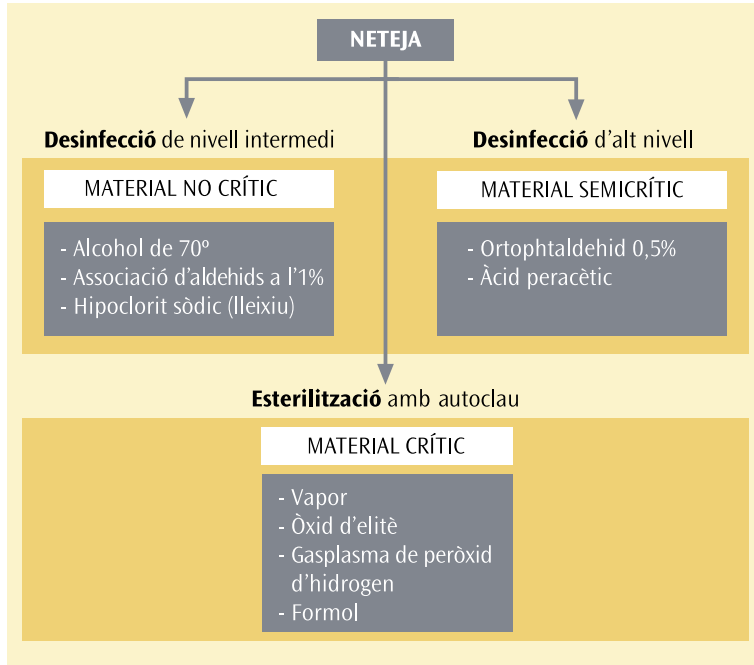 NETEJA
Desinfecció de nivell intermedi
MATERIAL NO CRÍTIC
- Alcohol de 70º
- Associació d'aldehids a l'1%
- Hipoclorit sòdic (lleixiu)
Desinfecció d'alt nivell
MATERIAL SEMICRÍTIC
- Ortophtaldehid 0,5%
- Àcid peracètic
Esterilització amb autoclau
MATERIAL CRÍTIC
- Vapor
- Òxid d'elitè
- Gasplasma de peròxid
d'hidrogen
- Formol